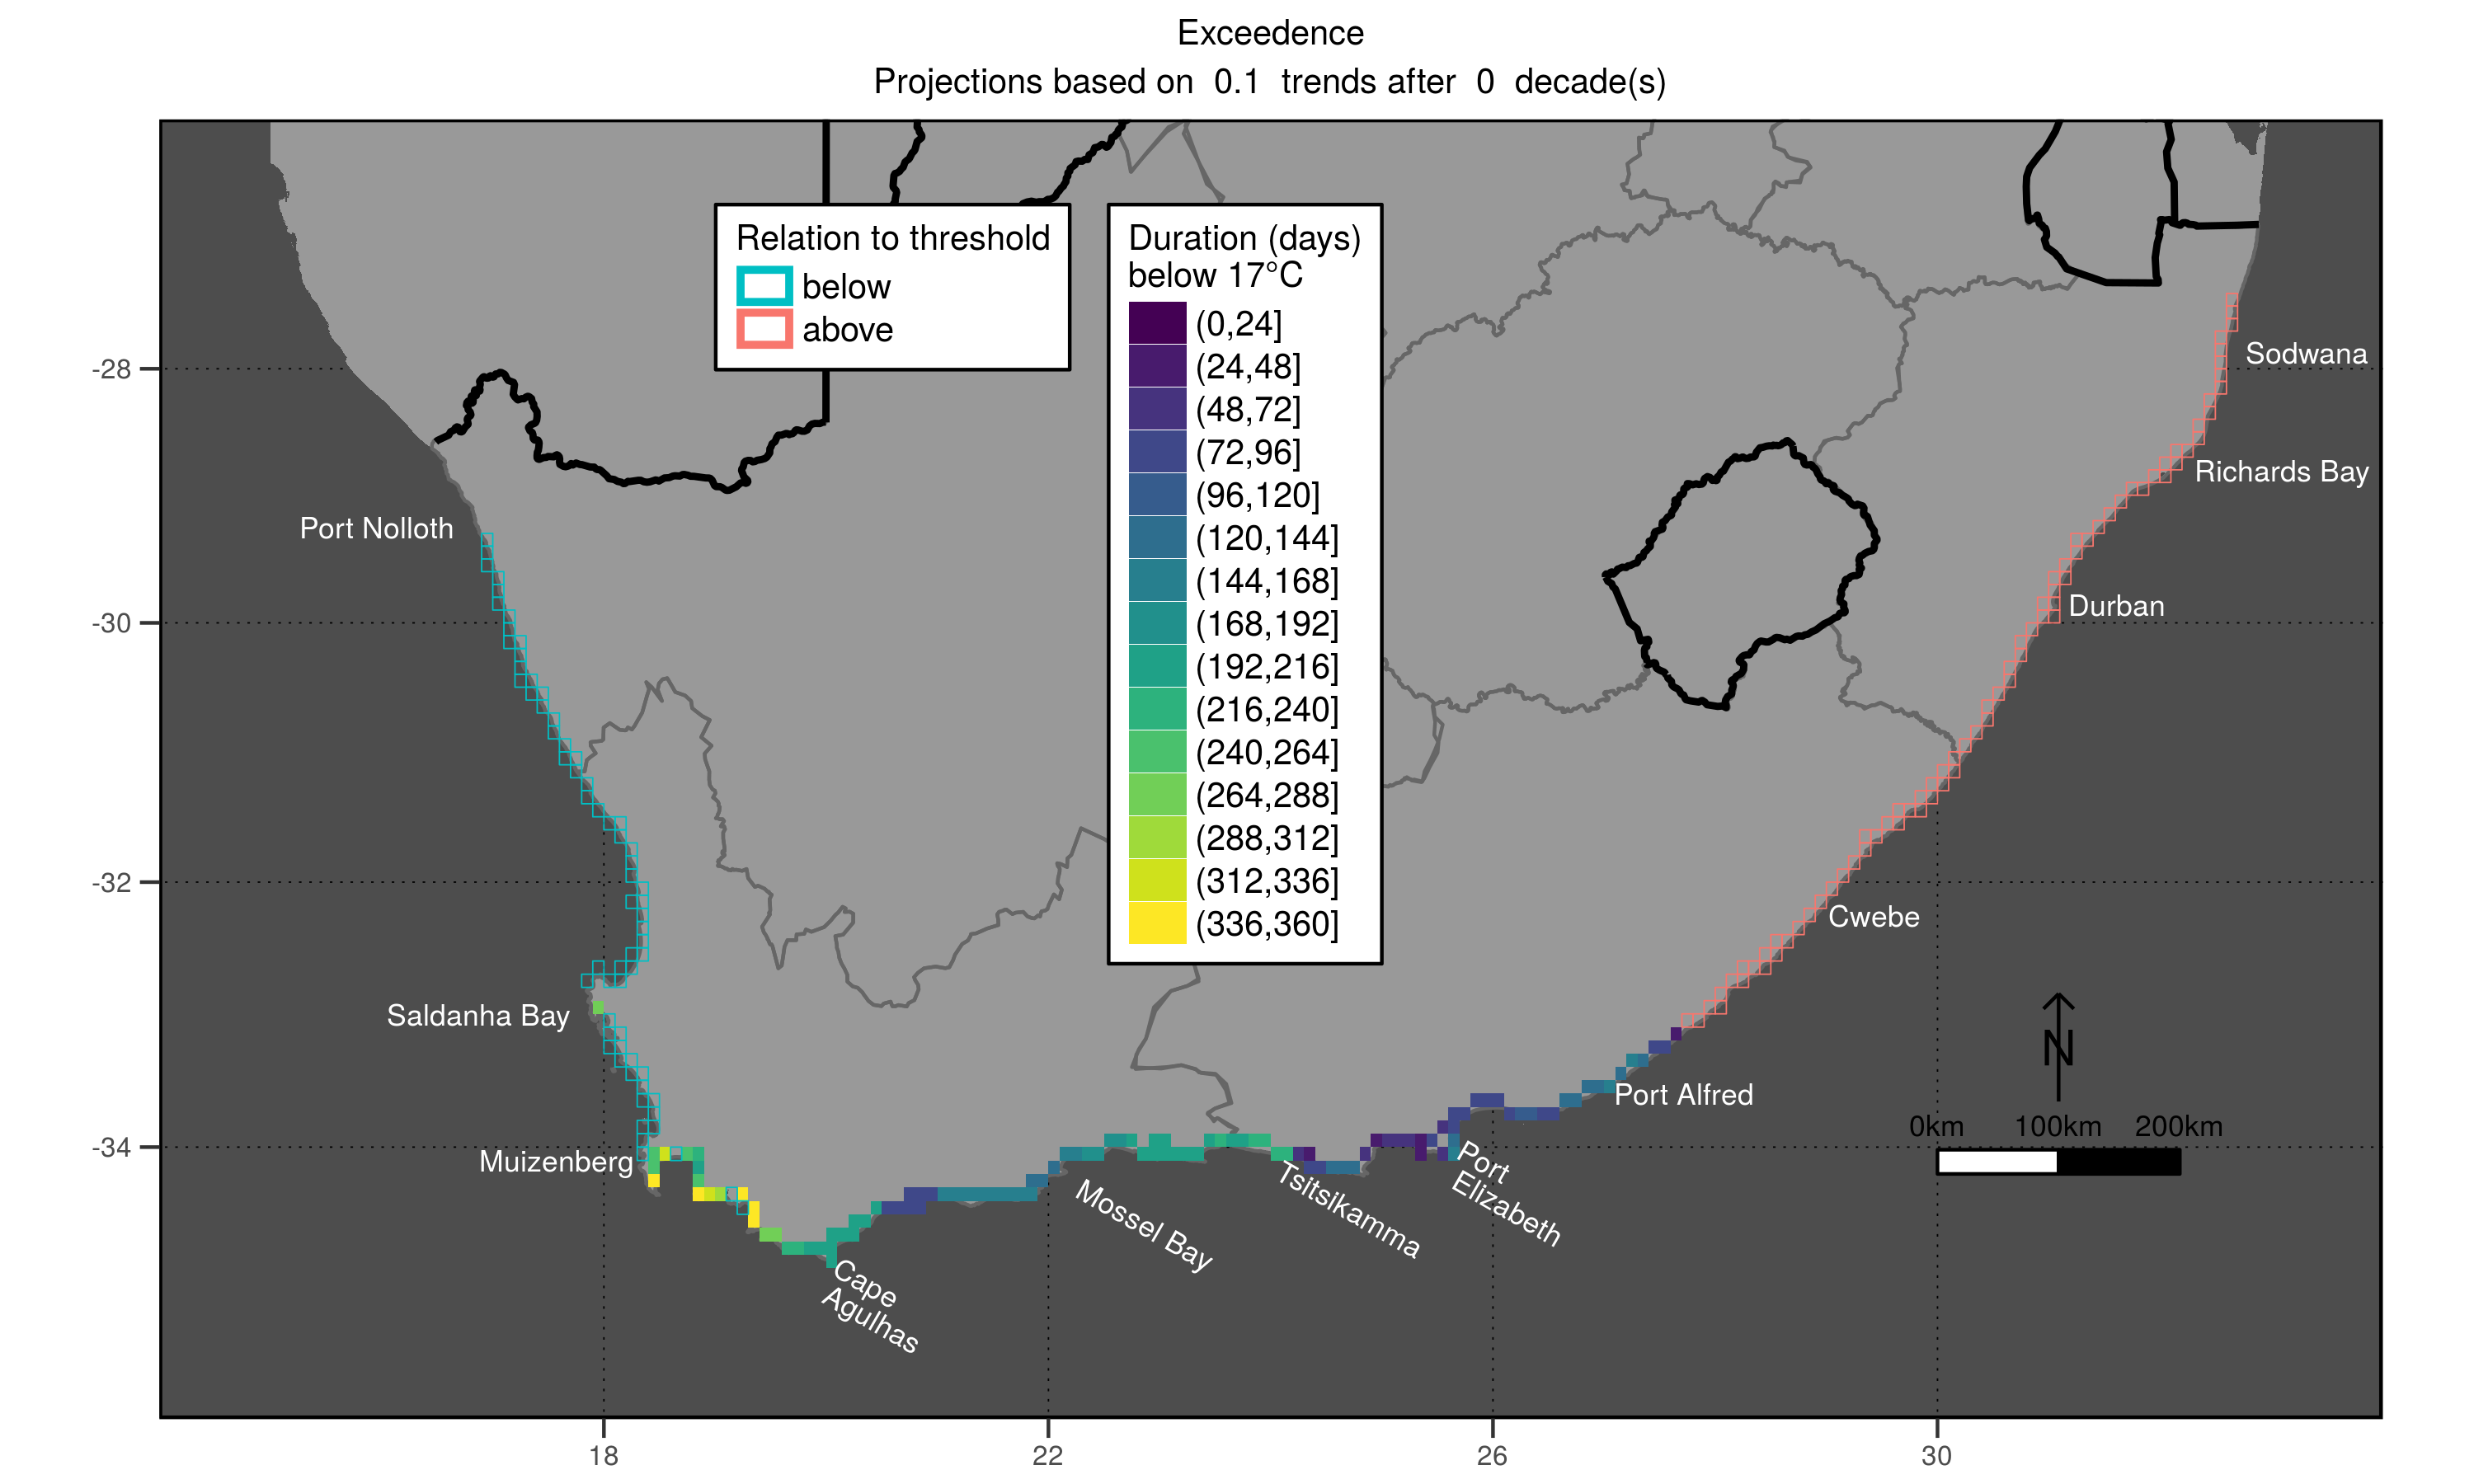 Exceedence
Projections based on 0.1 trends after 0 decade(s)
Relation to threshold
below
above
Duration (days)
below 17°C
(0,24]
(24,48]
(48,72]
(72,96]
(96,120]
(120,144]
(144,168]
(168,192]
(192,216]
(216,240]
(240,264]
(264,288]
(288,312]
(312,336]
(336,360]
-28
-30
-32
-34
18
22
26
30
Port Nolloth
Saldanha Bay
Muizenberg
Cape
Agulhas
Mossel Bay
Tsitsikamma
Port
Elizabeth
Port Alfred
Cwebe
Durban
Richards Bay
Sodwana
N
0km 100km 200km